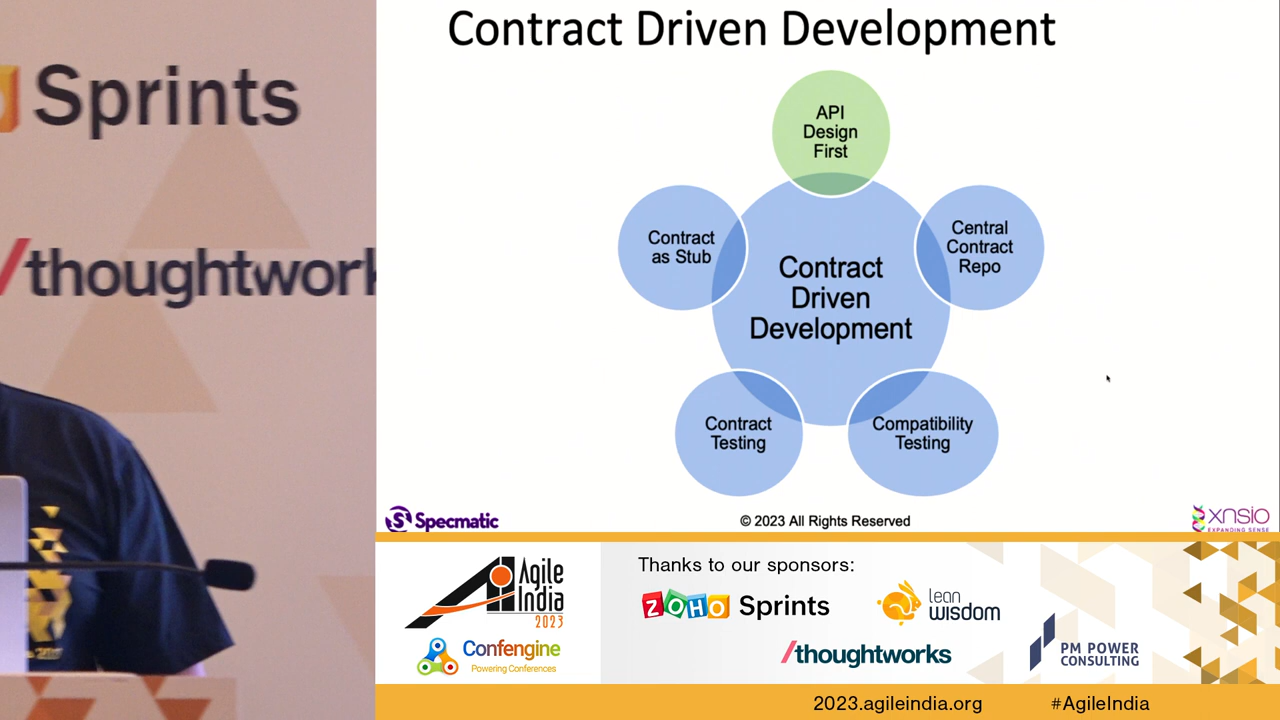 Sprints
/thoughtwork
Contract Driven Development
API
Design
First
Contract
as Stub
Central
Contract
Repo
Contract
Driven
Development
Contract
Testing
Compatibility
Testing
Specmatic
© 2023 All Rights Reserved
xnsio
EXPANDING SENSE
Agile
India
2023
Confengine
Powering Conferences
Thanks to our sponsors:
ZOHO Sprints
lean
wisdom
/thoughtworks
PM POWER
CONSULTING
2023.agileindia.org
#AgileIndia